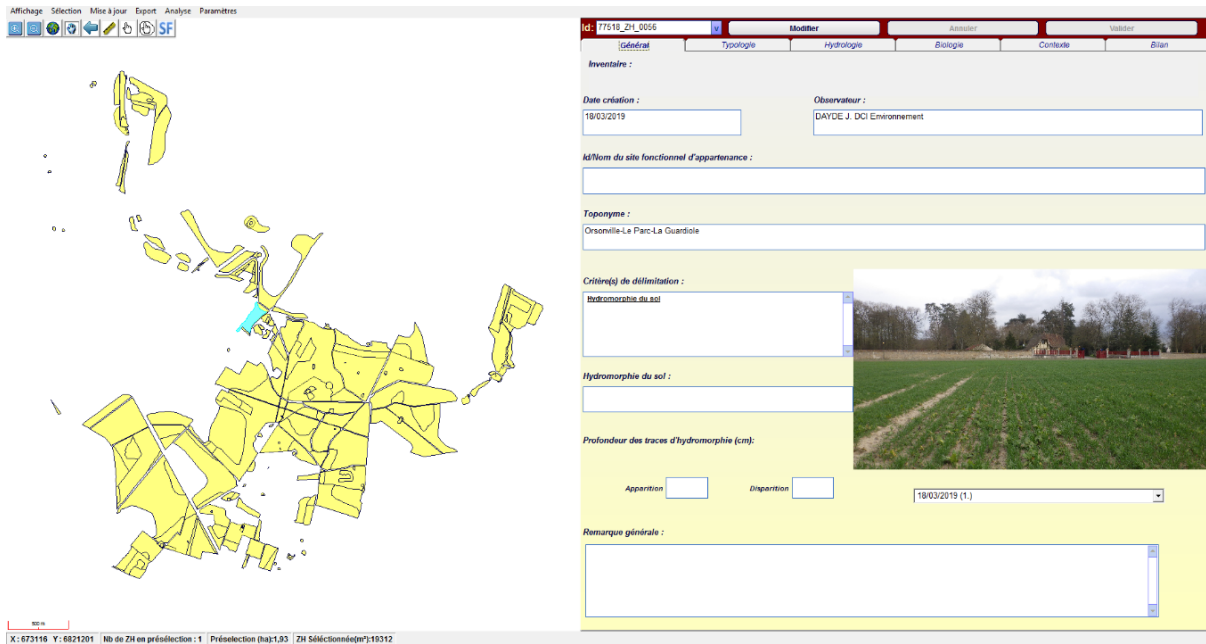 Affichage Sélection Mise à jour Export Analyse Paramètres
SF
Id: 77518_ZH_0056 v Modifier Annuler Valider
Général Typologie Hydrologie Biologie Contexte Bilan
Inventaire :
Date création : Observateur :
18/03/2019 DAYDE J. DCI Environnement
Id/Nom du site fonctionnel d'appartenance :
Toponyme :
Orsonville-Le Parc-La Guardiole
Critère(s) de délimitation :
Hydromorphie du sol
Hydromorphie du sol :
Profondeur des traces d'hydromorphie (cm):
Apparition Disparition 18/03/2019 (1.)
Remarque générale :
500 m
X : 673116 Y : 6821201 Nb de ZH en présélection : 1 Préselection (ha):1,93 ZH Séléctionnée(m²):19312